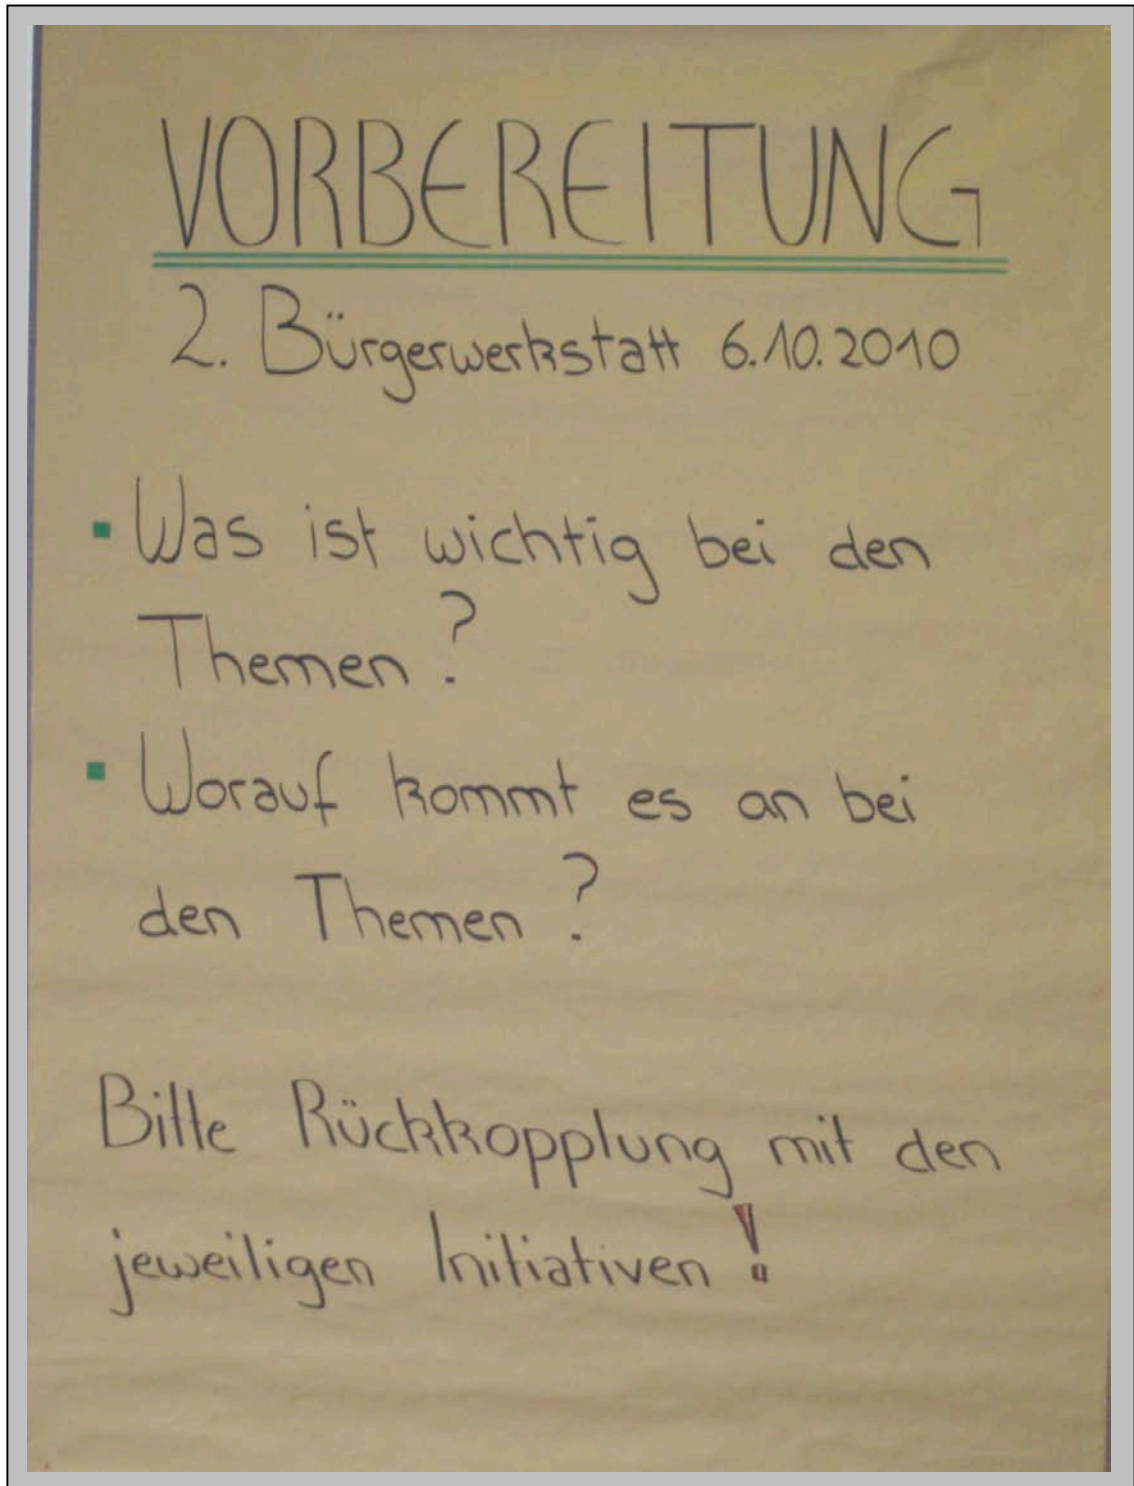 VORBEREITUNG
2. Bürgerwerkstatt 6.10.2010
▪ Was ist wichtig bei den
Themen?
▪ Worauf kommt es an bei
den Themen?
Bitte Rückkopplung mit den
jeweiligen Initiativen!